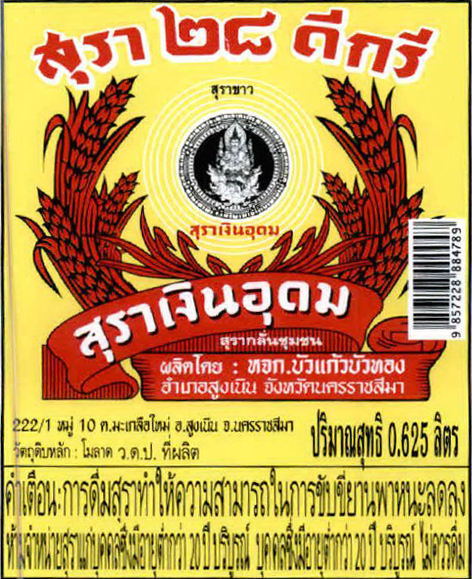 สุรา ๒๘ ดีกรี
สุราขาว
สุราเงินอุดม
สุราเงินอุดม
สุรากลั่นชุมชน
ผลิตโดย : หจก.บัวแก้วบัวทอง
อำเภอสูงเนิน จังหวัดนครราชสีมา
9 857228 884789
222/1 หมู่ 10 ต.มะเกลือใหม่ อ.สูงเนิน จ.นครราชสีมา
วัตถุดิบหลัก : โมลาด ว.ด.ป. ที่ผลิต
ปริมาณสุทธิ 0.625 ลิตร
คำเตือน:การดื่มสุราทำให้ความสามารถในการขับขี่ยานพาหนะลดลง
ห้ามจำหน่ายสุราแก่บุคคลซึ่งมีอายุต่ำกว่า 20 ปี บริบูรณ์ บุคคลซึ่งมีอายุต่ำกว่า 20 ปี บริบูรณ์ ไม่ควรดื่ม